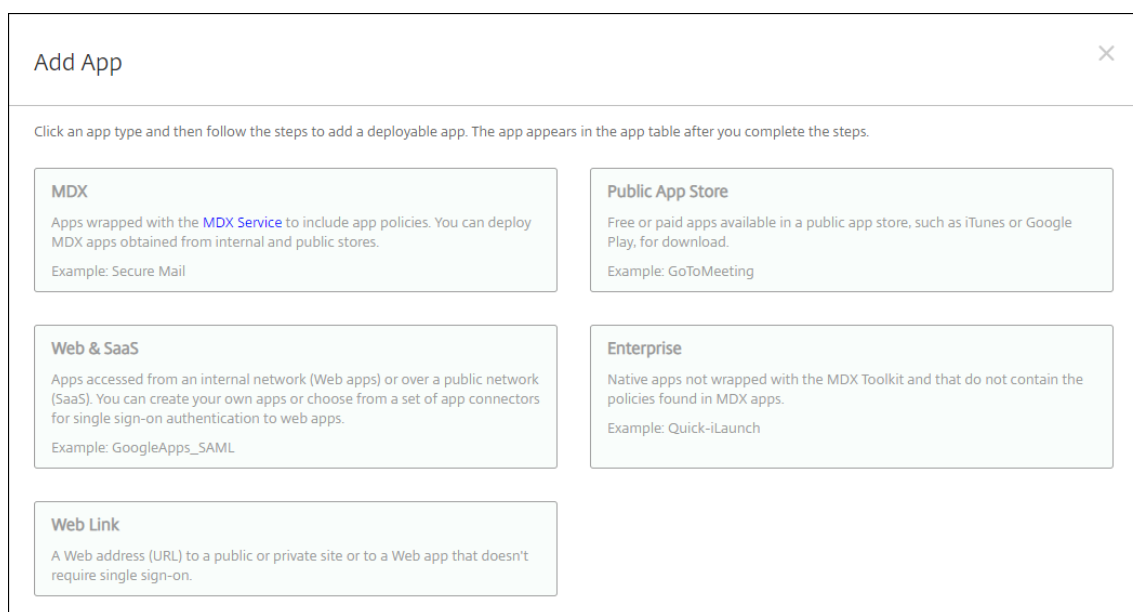 Add App
Click an app type and then follow the steps to add a deployable app. The app appears in the app table after you complete the steps.
MDX
Apps wrapped with the MDX Service to include app policies. You can deploy
MDX apps obtained from internal and public stores.
Example: Secure Mail
Public App Store
Free or paid apps available in a public app store, such as iTunes or Google
Play, for download.
Example: GoToMeeting
Web & SaaS
Apps accessed from an internal network (Web apps) or over a public network
(SaaS). You can create your own apps or choose from a set of app connectors
for single sign-on authentication to web apps.
Example: GoogleApps_SAML
Enterprise
Native apps not wrapped with the MDX Toolkit and that do not contain the
policies found in MDX apps.
Example: Quick-iLaunch
Web Link
A Web address (URL) to a public or private site or to a Web app that doesn't
require single sign-on.